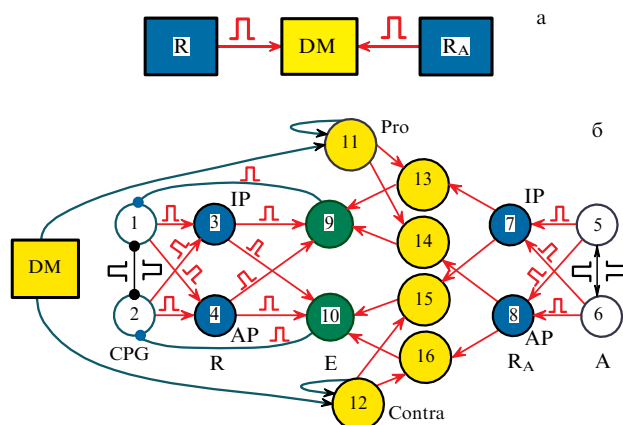 а
R DM R_A
б
Pro
11
IP 13 IP
1 3 9 7 5
14
DM
15
2 4 10 8 6
AP AP
CPG R E 16 R_A A
12
Contra